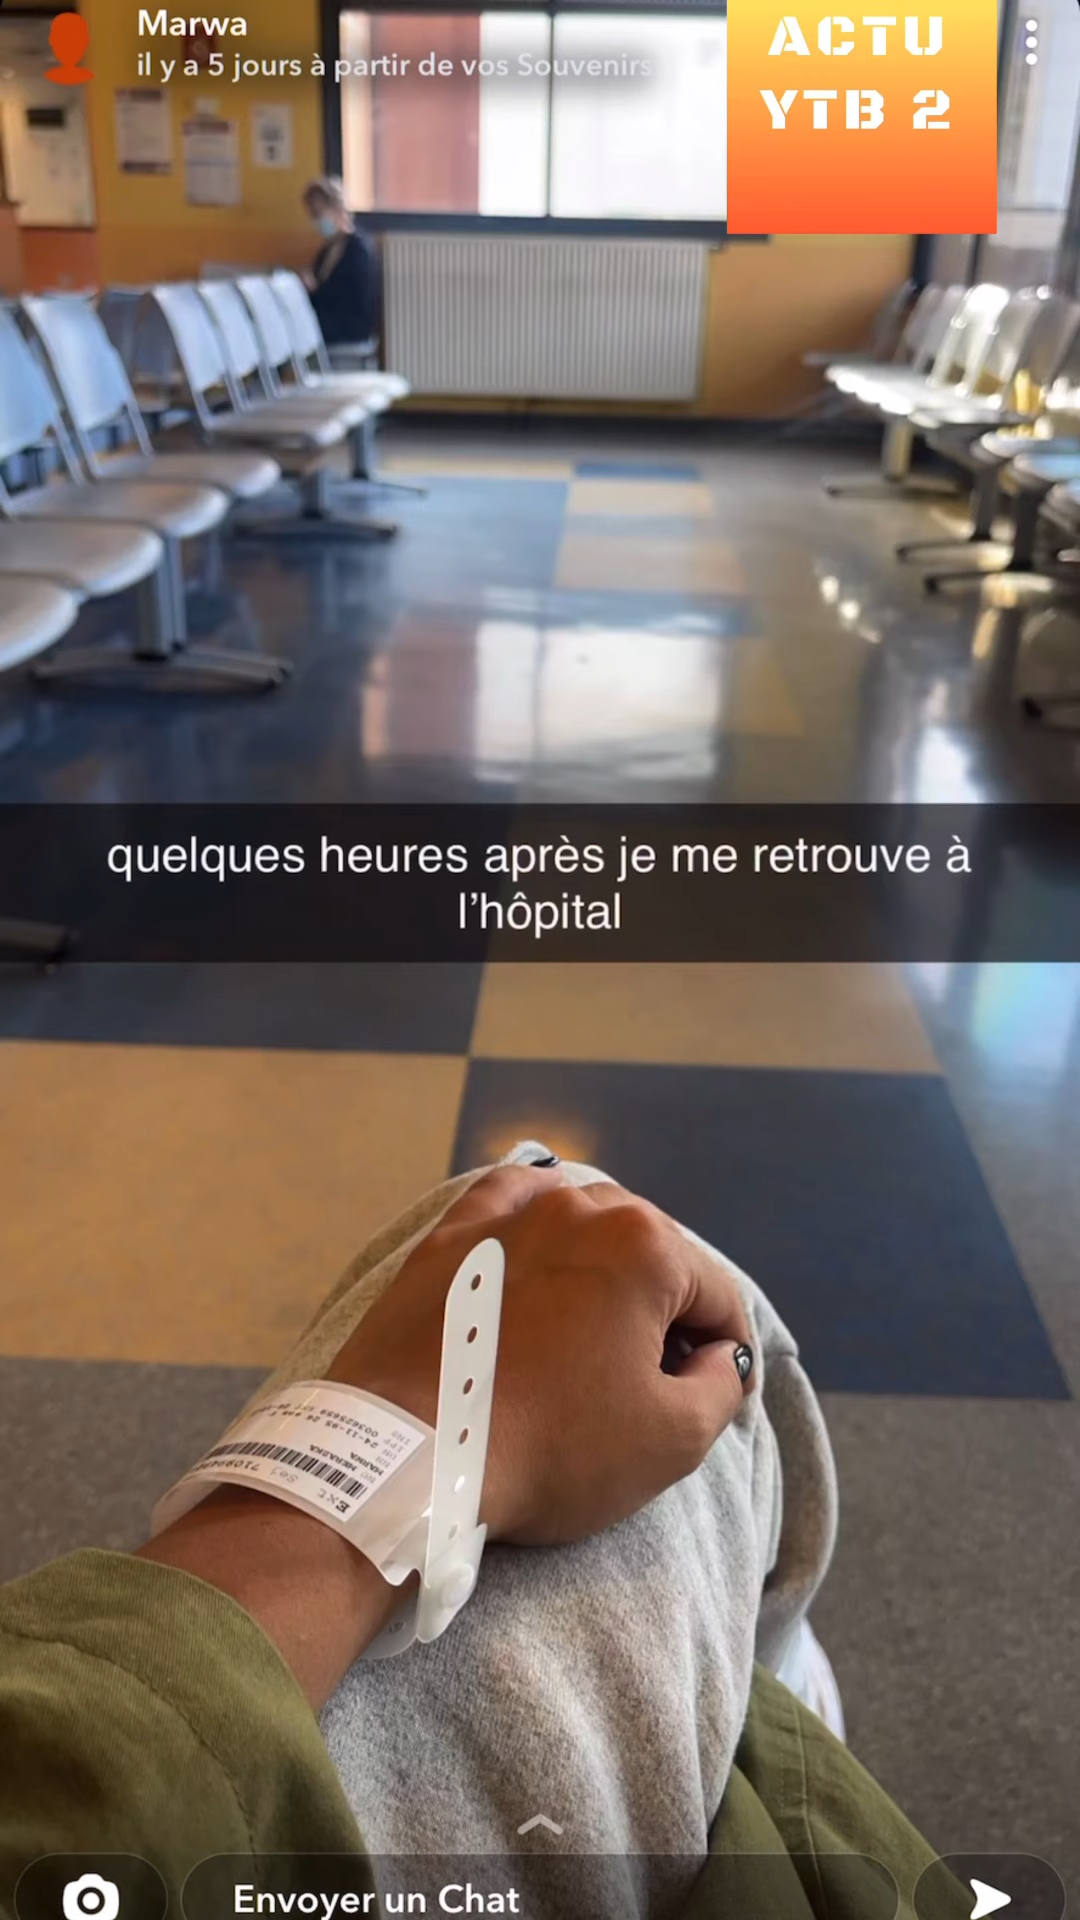 Marwa
il y a 5 jours à partir de vos Souvenirs
ACTU
YTB 2
quelques heures après je me retrouve à
l'hôpital
Ext
Envoyer un Chat